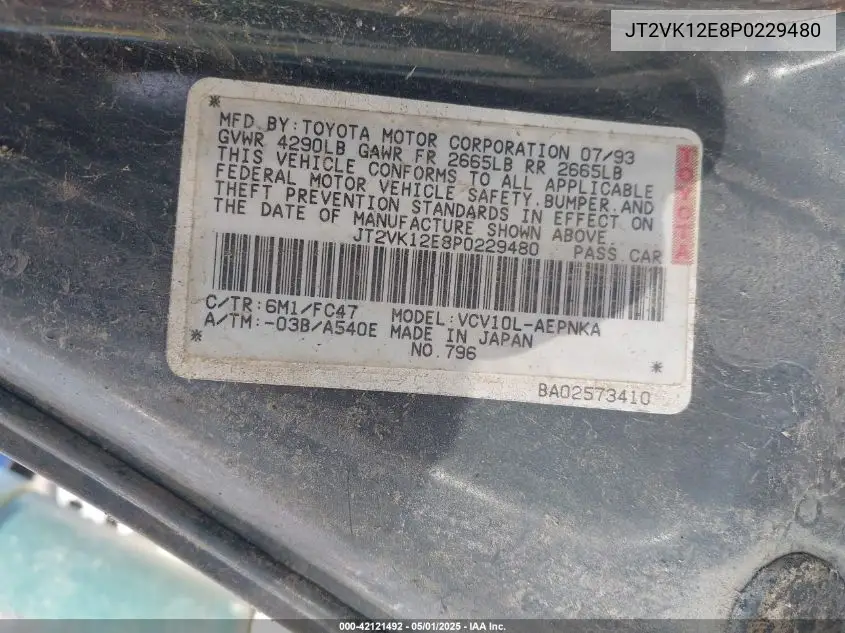 JT2VK12E8P0229480
* 
MFD BY:TOYOTA MOTOR CORPORATION 07/93
GVWR 4290LB GAWR FR 2665LB RR 2665LB
THIS VEHICLE CONFORMS TO ALL APPLICABLE
FEDERAL MOTOR VEHICLE SAFETY,BUMPER,AND
THEFT PREVENTION STANDARDS IN EFFECT ON
THE DATE OF MANUFACTURE SHOWN ABOVE.
JT2VK12E8P0229480 PASS CAR
TOYOTA
C/TR:6M1/FC47 MODEL:VCV10L-AEPNKA
A/TM:-03B/A540E MADE IN JAPAN
* NO.796 *
BA02573410
000-42121492 - 05/01/2025 - IAA Inc.